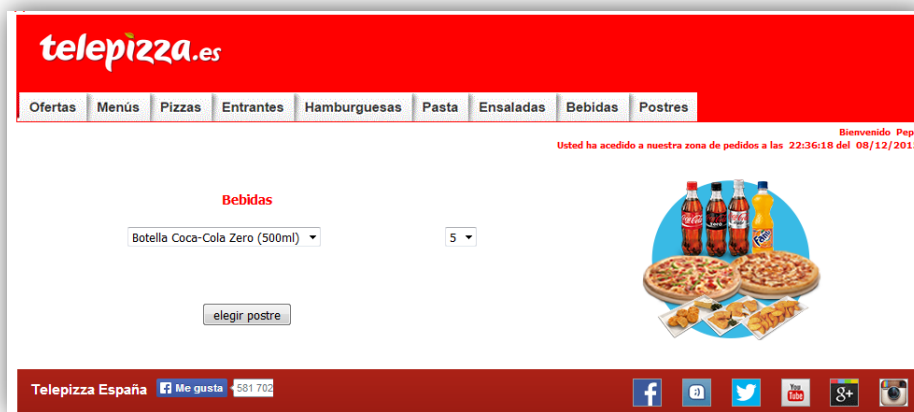 telepizza.es
Ofertas Menús Pizzas Entrantes Hamburguesas Pasta Ensaladas Bebidas Postres
Bienvenido Pep
Usted ha acedido a nuestra zona de pedidos a las 22:36:18 del 08/12/201
Bebidas
Botella Coca-Cola Zero (500ml) 5
elegir postre
Telepizza España Me gusta 581 702